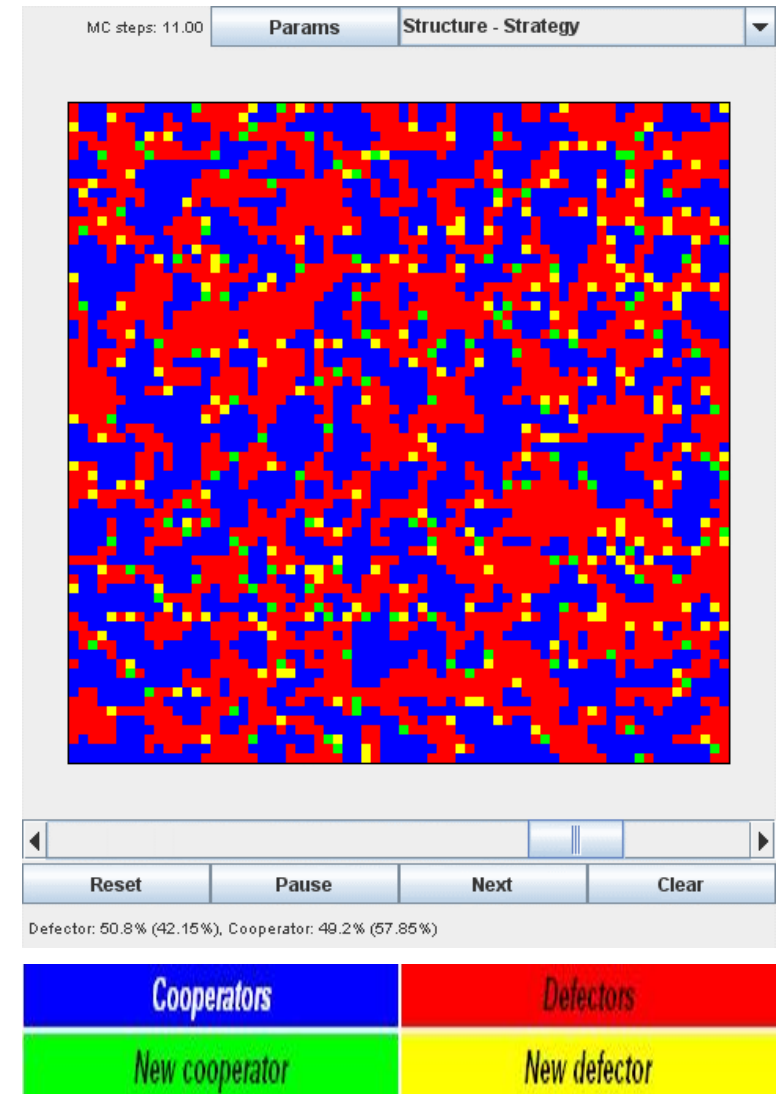 MC steps: 11.00 Params Structure - Strategy
Reset Pause Next Clear
Defector: 50.8% (42.15%), Cooperator: 49.2% (57.85%)
Cooperators Defectors
New cooperator New defector